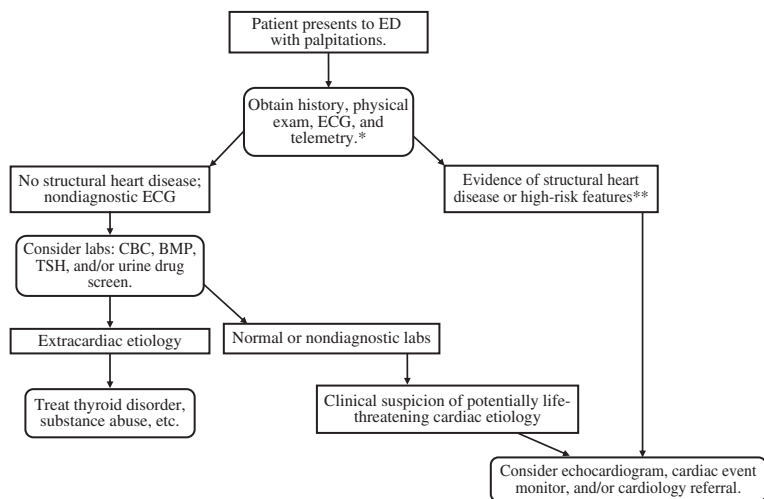 Patient presents to ED
with palpitations.
Obtain history, physical
exam, ECG, and
telemetry.*
No structural heart disease;
nondiagnostic ECG
Evidence of structural heart
disease or high-risk features**
Consider labs: CBC, BMP,
TSH, and/or urine drug
screen.
Extracardiac etiology
Normal or nondiagnostic labs
Treat thyroid disorder,
substance abuse, etc.
Clinical suspicion of potentially life-
threatening cardiac etiology
Consider echocardiogram, cardiac event
monitor, and/or cardiology referral.